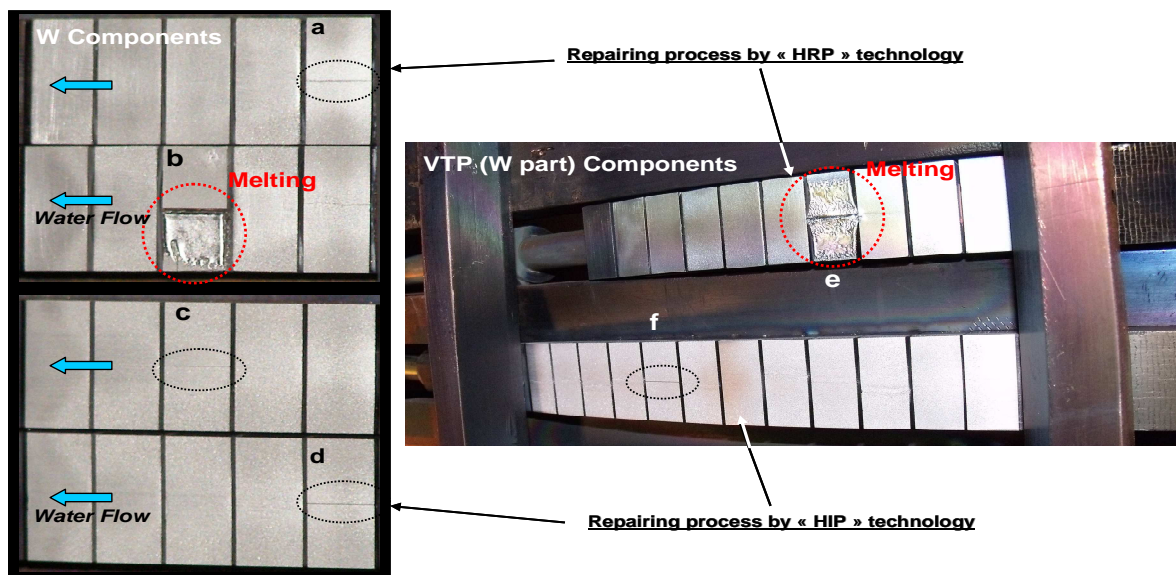 W Components
a
Repairing process by « HRP » technology
b
Melting
Water Flow
VTP (W part) Components
Melting
e
c
f
d
Water Flow
Repairing process by « HIP » technology